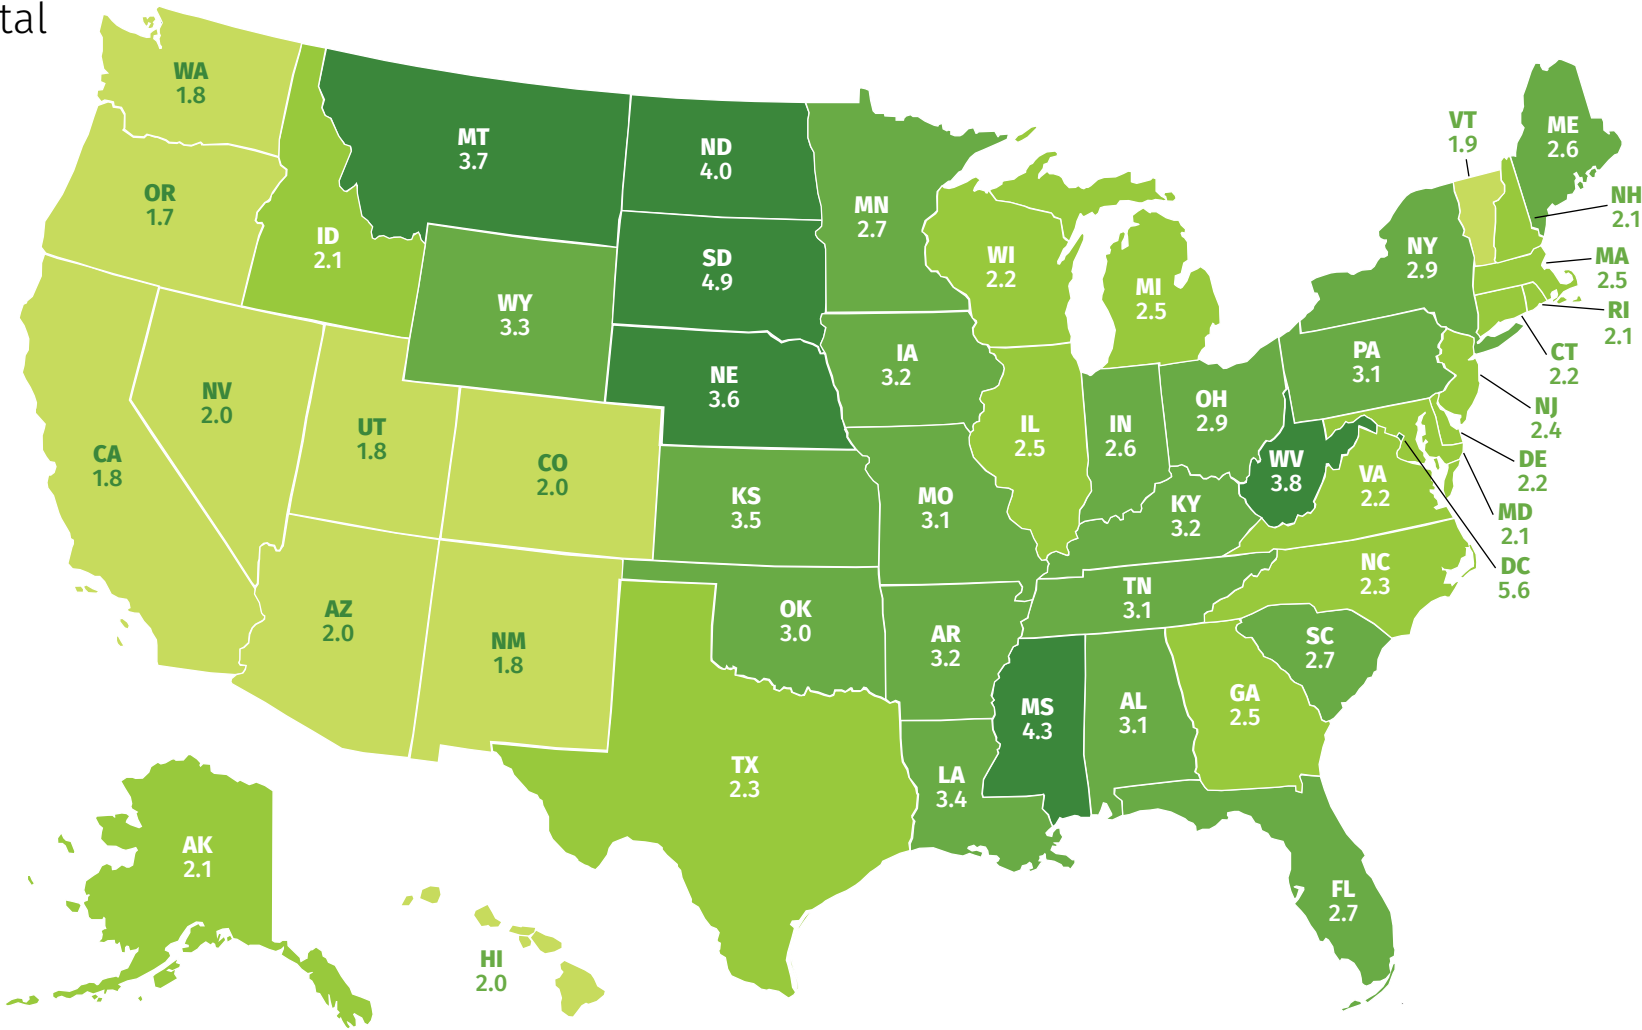 tal
WA
1.8
OR
1.7
CA
1.8
NV
2.0
ID
2.1
MT
3.7
WY
3.3
UT
1.8
CO
2.0
AZ
2.0
NM
1.8
ND
4.0
SD
4.9
NE
3.6
KS
3.5
OK
3.0
TX
2.3
MN
2.7
IA
3.2
MO
3.1
AR
3.2
LA
3.4
WI
2.2
IL
2.5
MI
2.5
IN
2.6
OH
2.9
KY
3.2
TN
3.1
MS
4.3
AL
3.1
GA
2.5
FL
2.7
SC
2.7
NC
2.3
VA
2.2
WV
3.8
PA
3.1
NY
2.9
VT
1.9
ME
2.6
NH
2.1
MA
2.5
RI
2.1
CT
2.2
NJ
2.4
DE
2.2
MD
2.1
DC
5.6
AK
2.1
HI
2.0